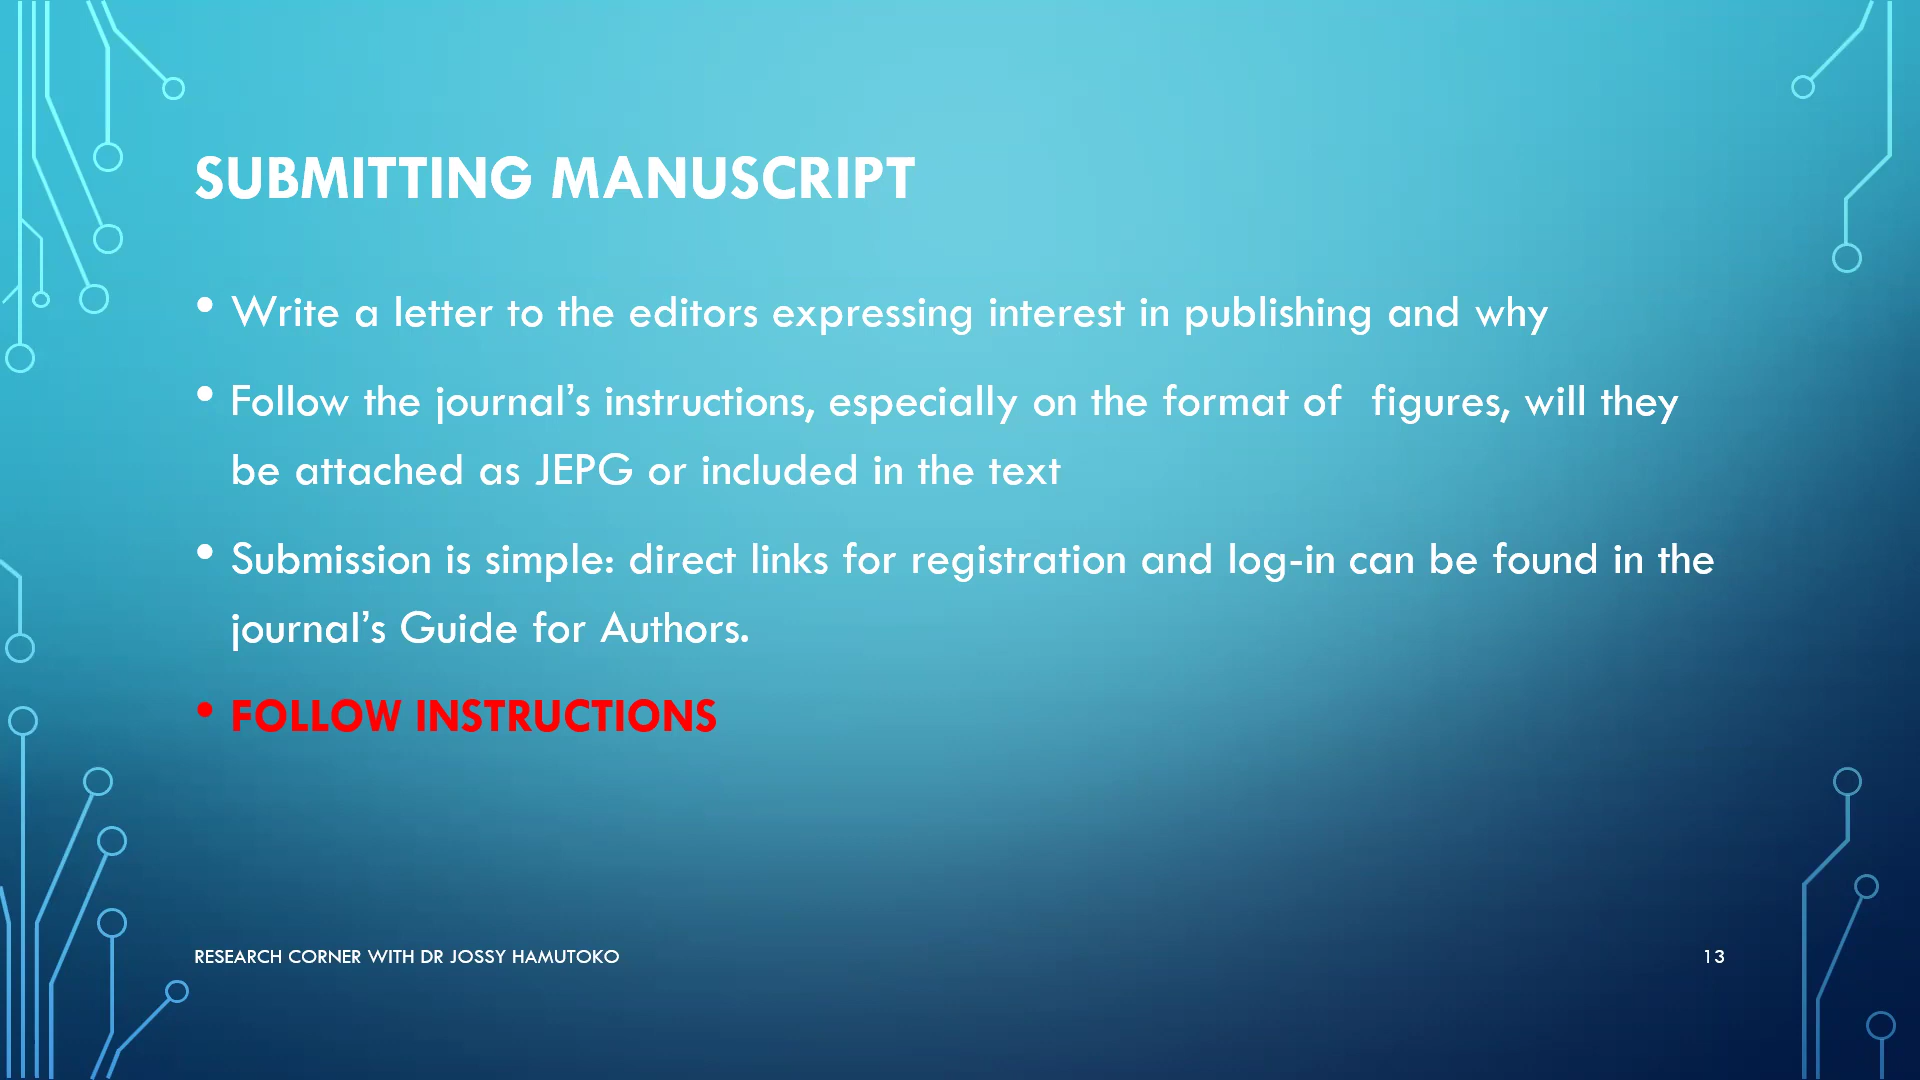 SUBMITTING MANUSCRIPT
• Write a letter to the editors expressing interest in publishing and why
• Follow the journal’s instructions, especially on the format of  figures, will they
be attached as JEPG or included in the text
• Submission is simple: direct links for registration and log-in can be found in the
journal’s Guide for Authors.
• FOLLOW INSTRUCTIONS
RESEARCH CORNER WITH DR JOSSY HAMUTOKO
13